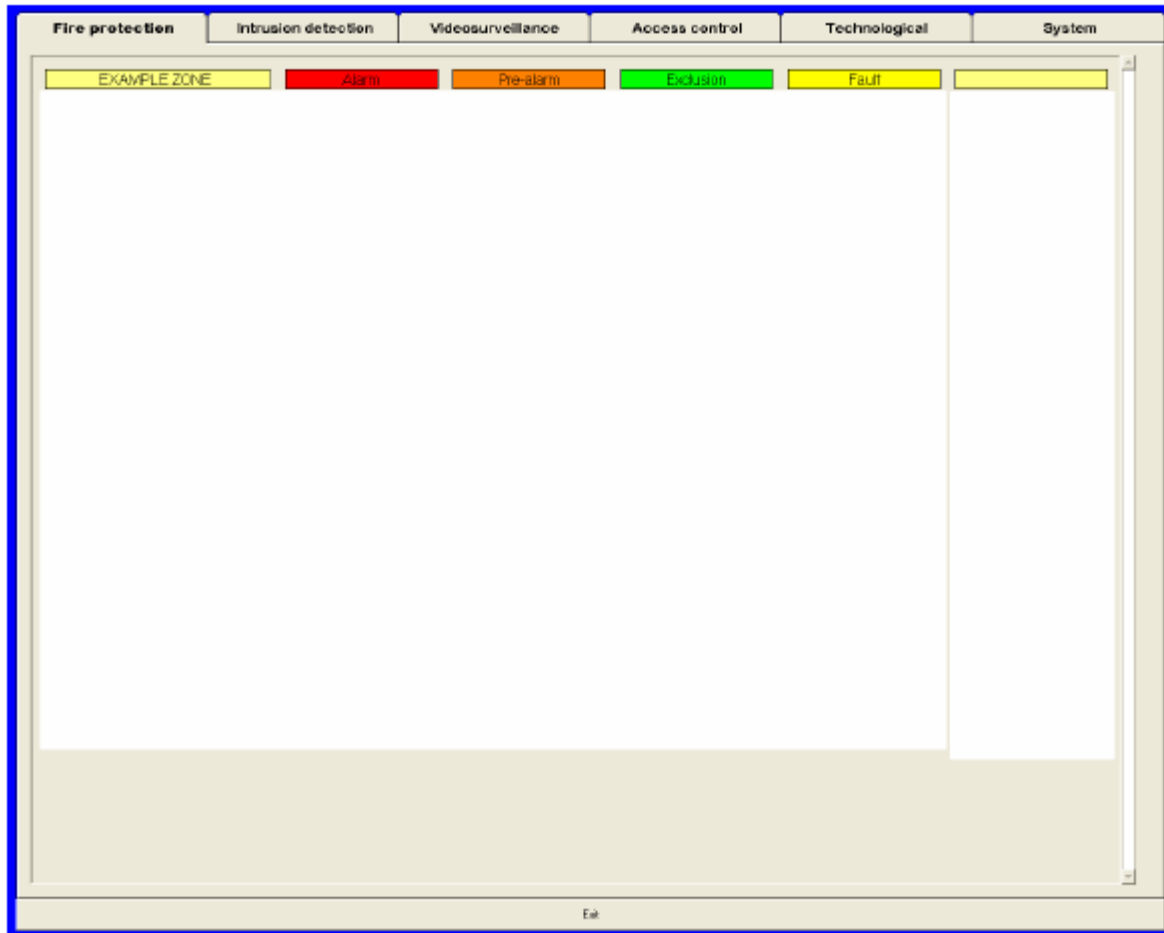 Fire protection Intrusion detection Videosurveillance Access control Technological System
EXAMPLE ZONE Alarm Pre-alarm Exclusion Fault
Exit